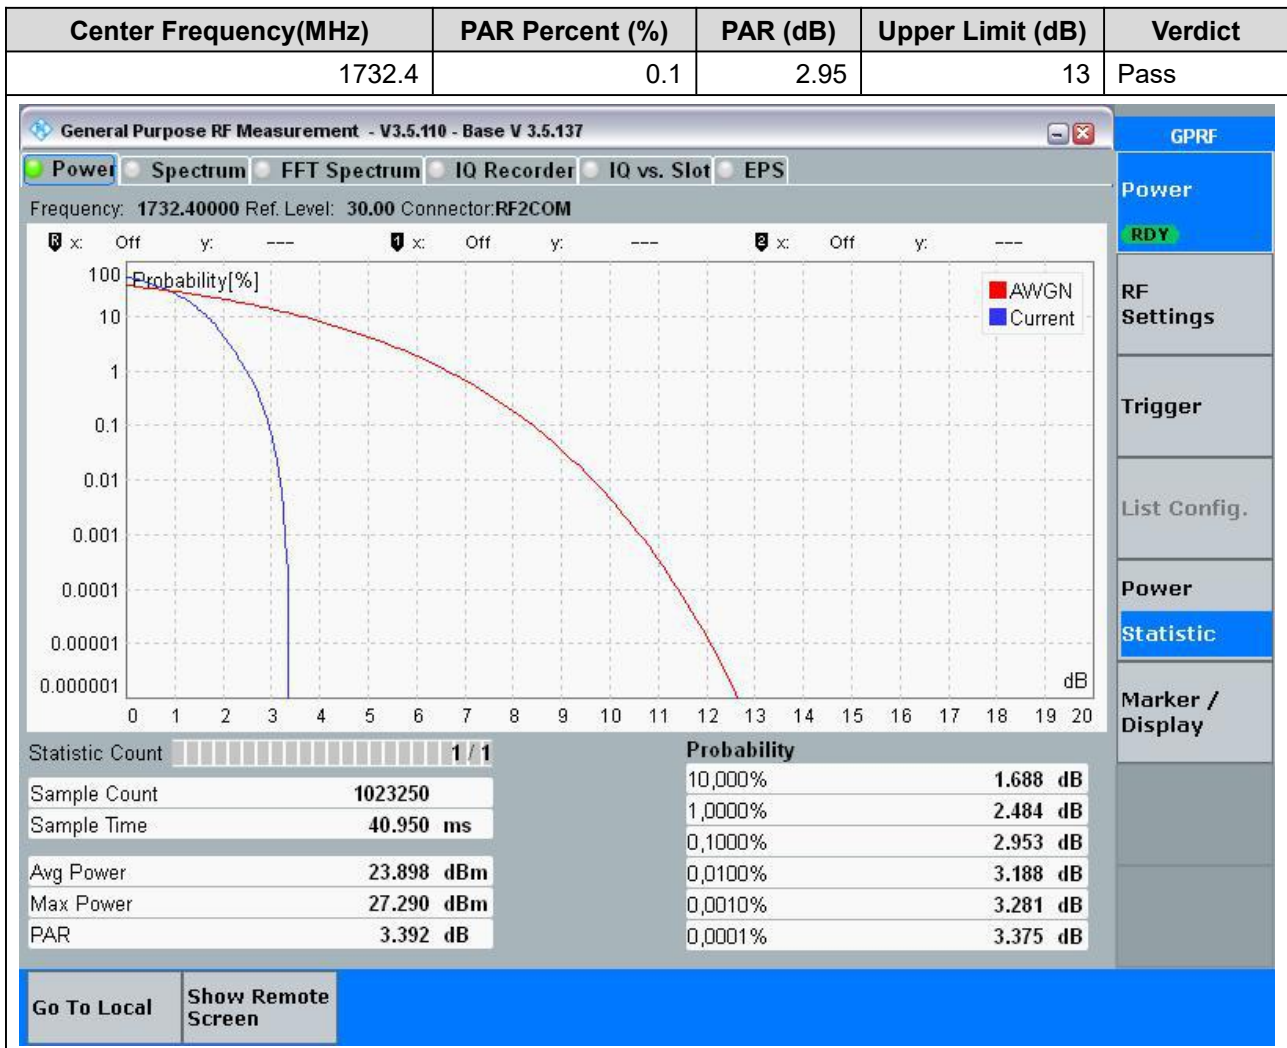 Center Frequency(MHz) PAR Percent (%) PAR (dB) Upper Limit (dB) Verdict
1732.4 0.1 2.95 13 Pass
General Purpose RF Measurement - V3.5.110 - Base V 3.5.137
GPRF
Power Spectrum FFT Spectrum IQ Recorder IQ vs. Slot EPS
Power
RDY
Frequency: 1732.40000 Ref. Level: 30.00 Connector:RF2COM
R x: Off y: --- 1 x: Off y: --- 2 x: Off y: ---
100 Probability[%]
AWGN
Current
10
1
0.1
0.01
0.001
0.0001
0.00001
0.000001
dB
0 1 2 3 4 5 6 7 8 9 10 11 12 13 14 15 16 17 18 19 20
RF
Settings
Trigger
List Config.
Power
Statistic
Marker /
Display
Statistic Count 1 / 1
Sample Count 1023250
Sample Time 40.950 ms
Avg Power 23.898 dBm
Max Power 27.290 dBm
PAR 3.392 dB
Probability
10,000% 1.688 dB
1,0000% 2.484 dB
0,1000% 2.953 dB
0,0100% 3.188 dB
0,0010% 3.281 dB
0,0001% 3.375 dB
Go To Local
Show Remote
Screen